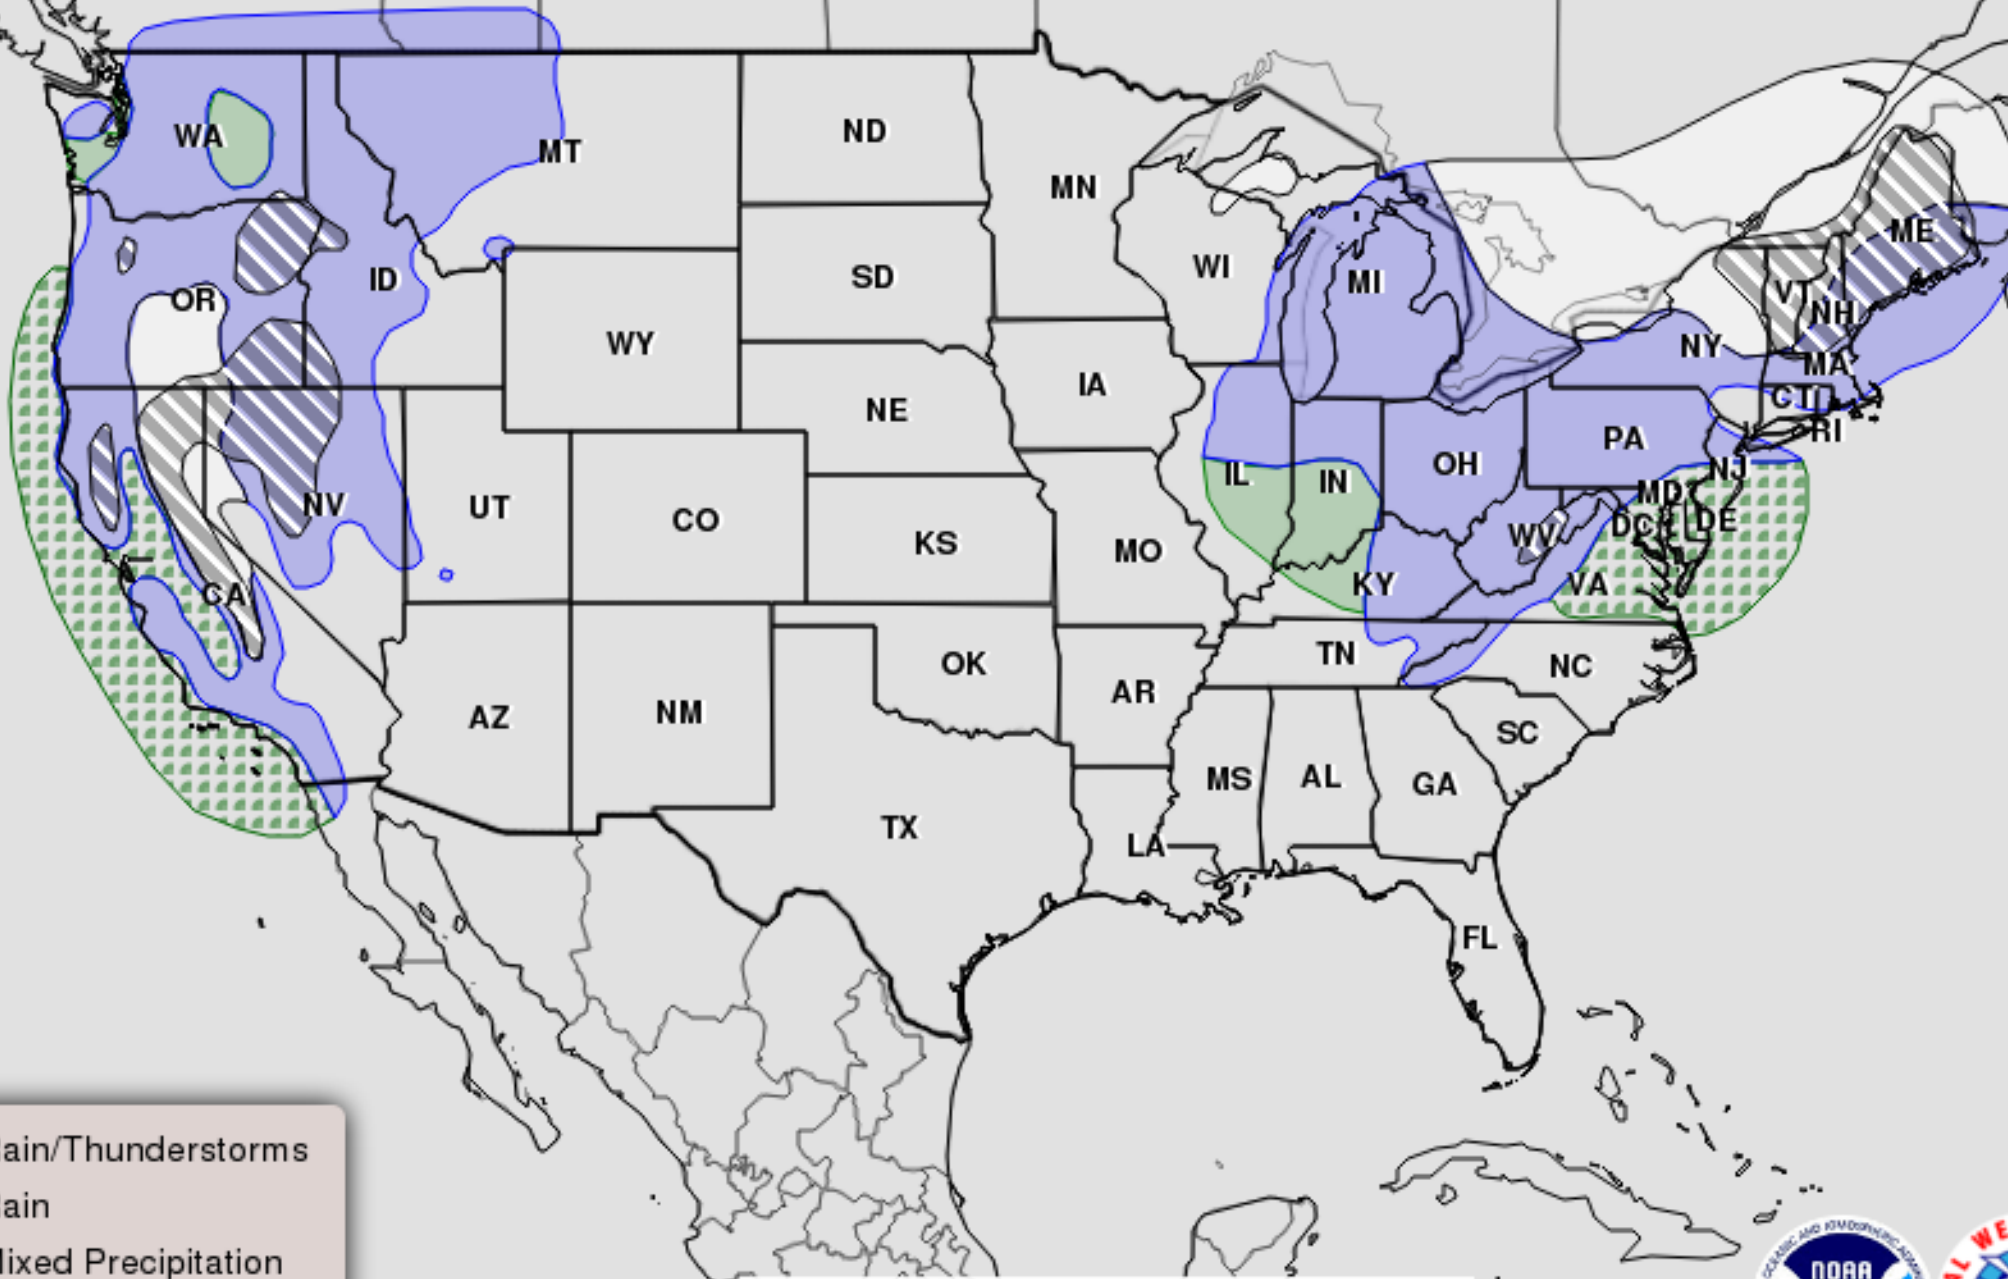 WA
MT
ND
MN
ME
OR
ID
SD
WI
MI
VT
NH
WY
NY
MA
IA
CT
NE
RI
PA
NV
UT
CO
KS
MO
IL
IN
OH
NJ
MD
DE
DC
WV
CA
KY
VA
AZ
NM
OK
AR
TN
NC
SC
TX
LA
MS
AL
GA
FL
ain/Thunderstorms
ain
ixed Precipitation
NOAA